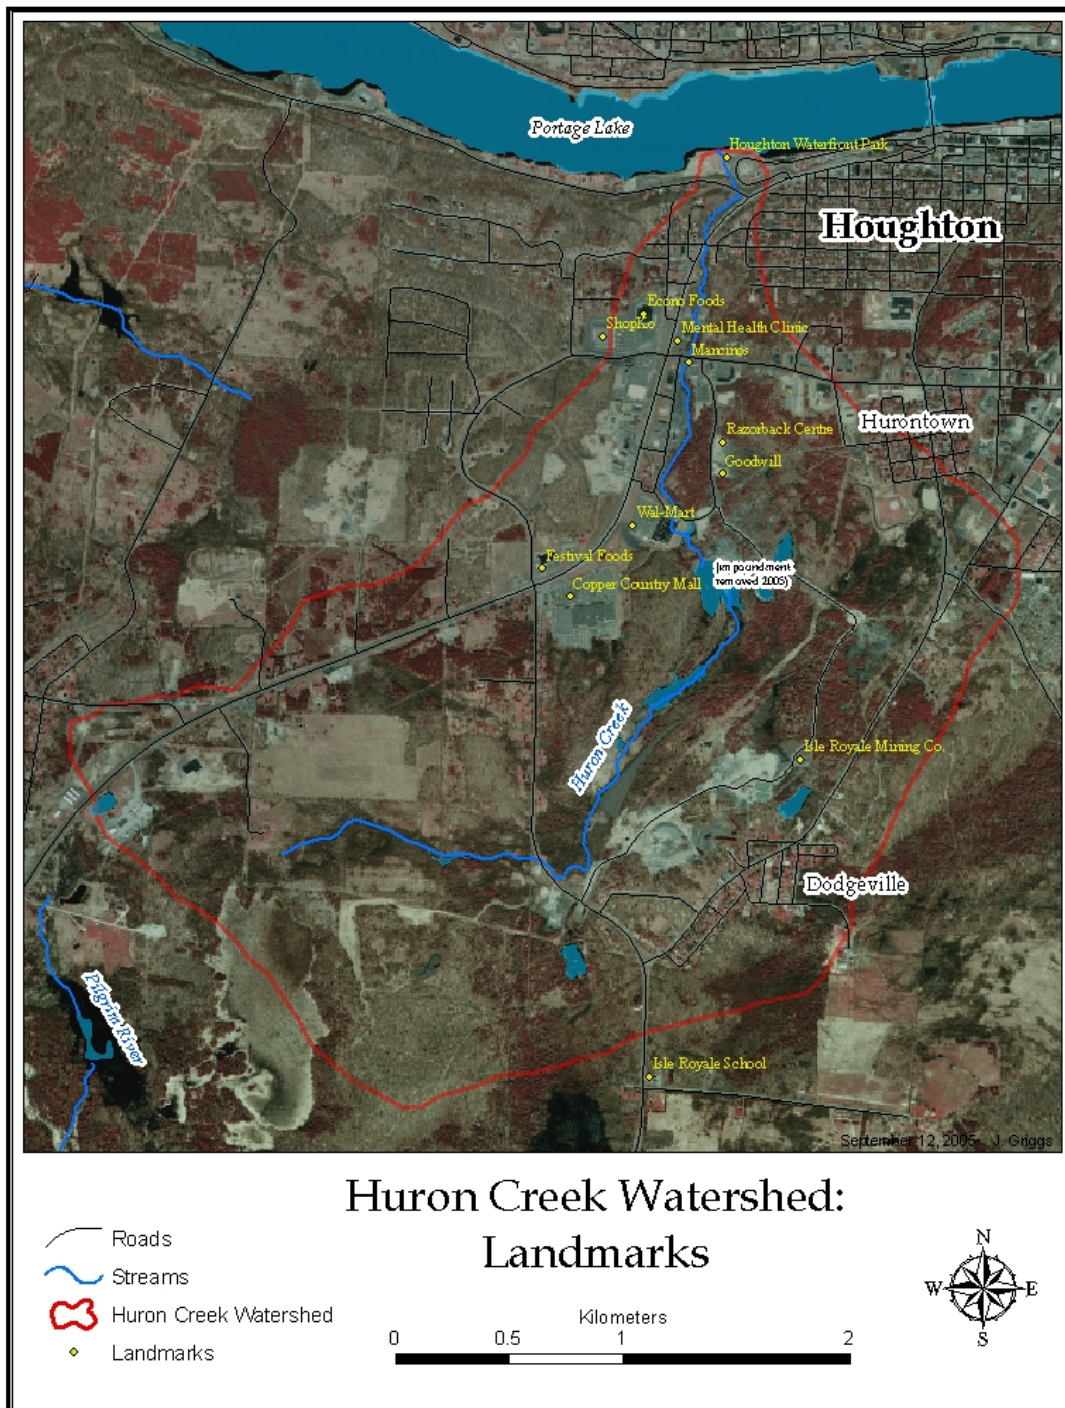 Portage Lake
Houghton Waterfront Park
Houghton
Econo Foods
ShopKo
Mental Health Clinic
Mancinos
Hurontown
Razorback Centre
Goodwill
Wal-Mart
Festival Foods
(impoundment
removed 2005)
Copper Country Mall
Huron Creek
Isle Royale Mining Co.
Dodgeville
Pilgrim River
Isle Royale School
September 12, 2005 J. Griggs
Huron Creek Watershed:
Landmarks
Roads
Streams
Huron Creek Watershed
Landmarks
Kilometers
0 0.5 1 2
N
W E
S